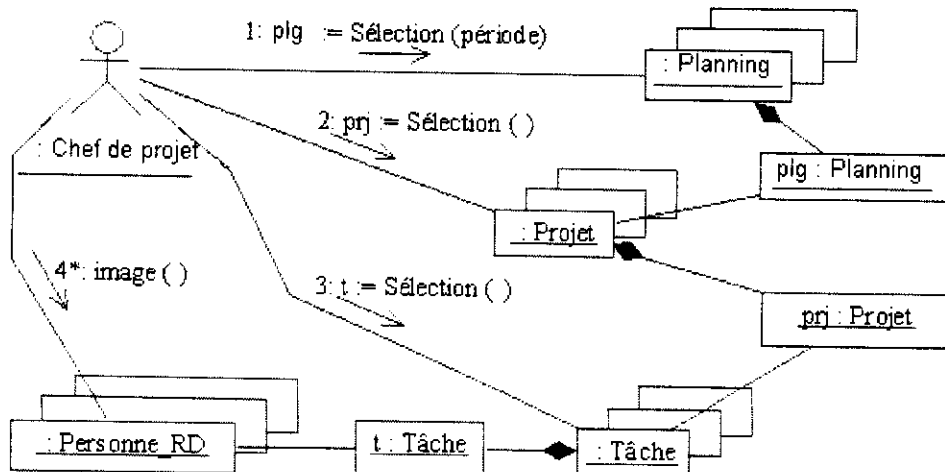 1: plg := Sélection (période)
: Planning
2: prj := Sélection ( )
: Chef de projet
plg : Planning
: Projet
4*: image ( )
3: t := Sélection ( )
prj : Projet
: Personne_RD
t : Tâche
: Tâche